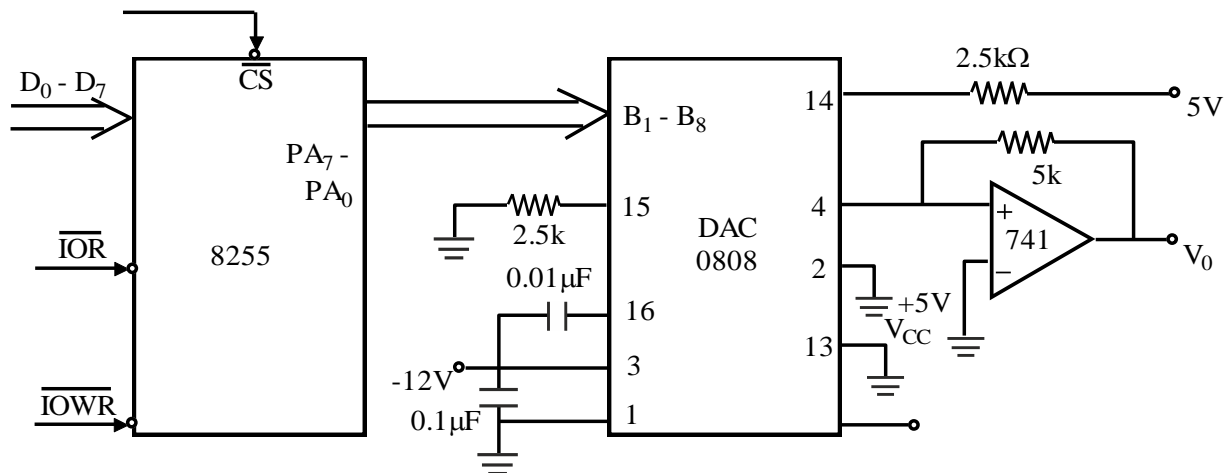 CS
D0 - D7
PA7 -
PA0
IOR
8255
IOWR
B1 - B8
15
2.5k
0.01μF
16
-12V
3
0.1μF
1
DAC
0808
14
4
2
13
2.5kΩ
5V
5k
+
741
−
V0
+5V
VCC